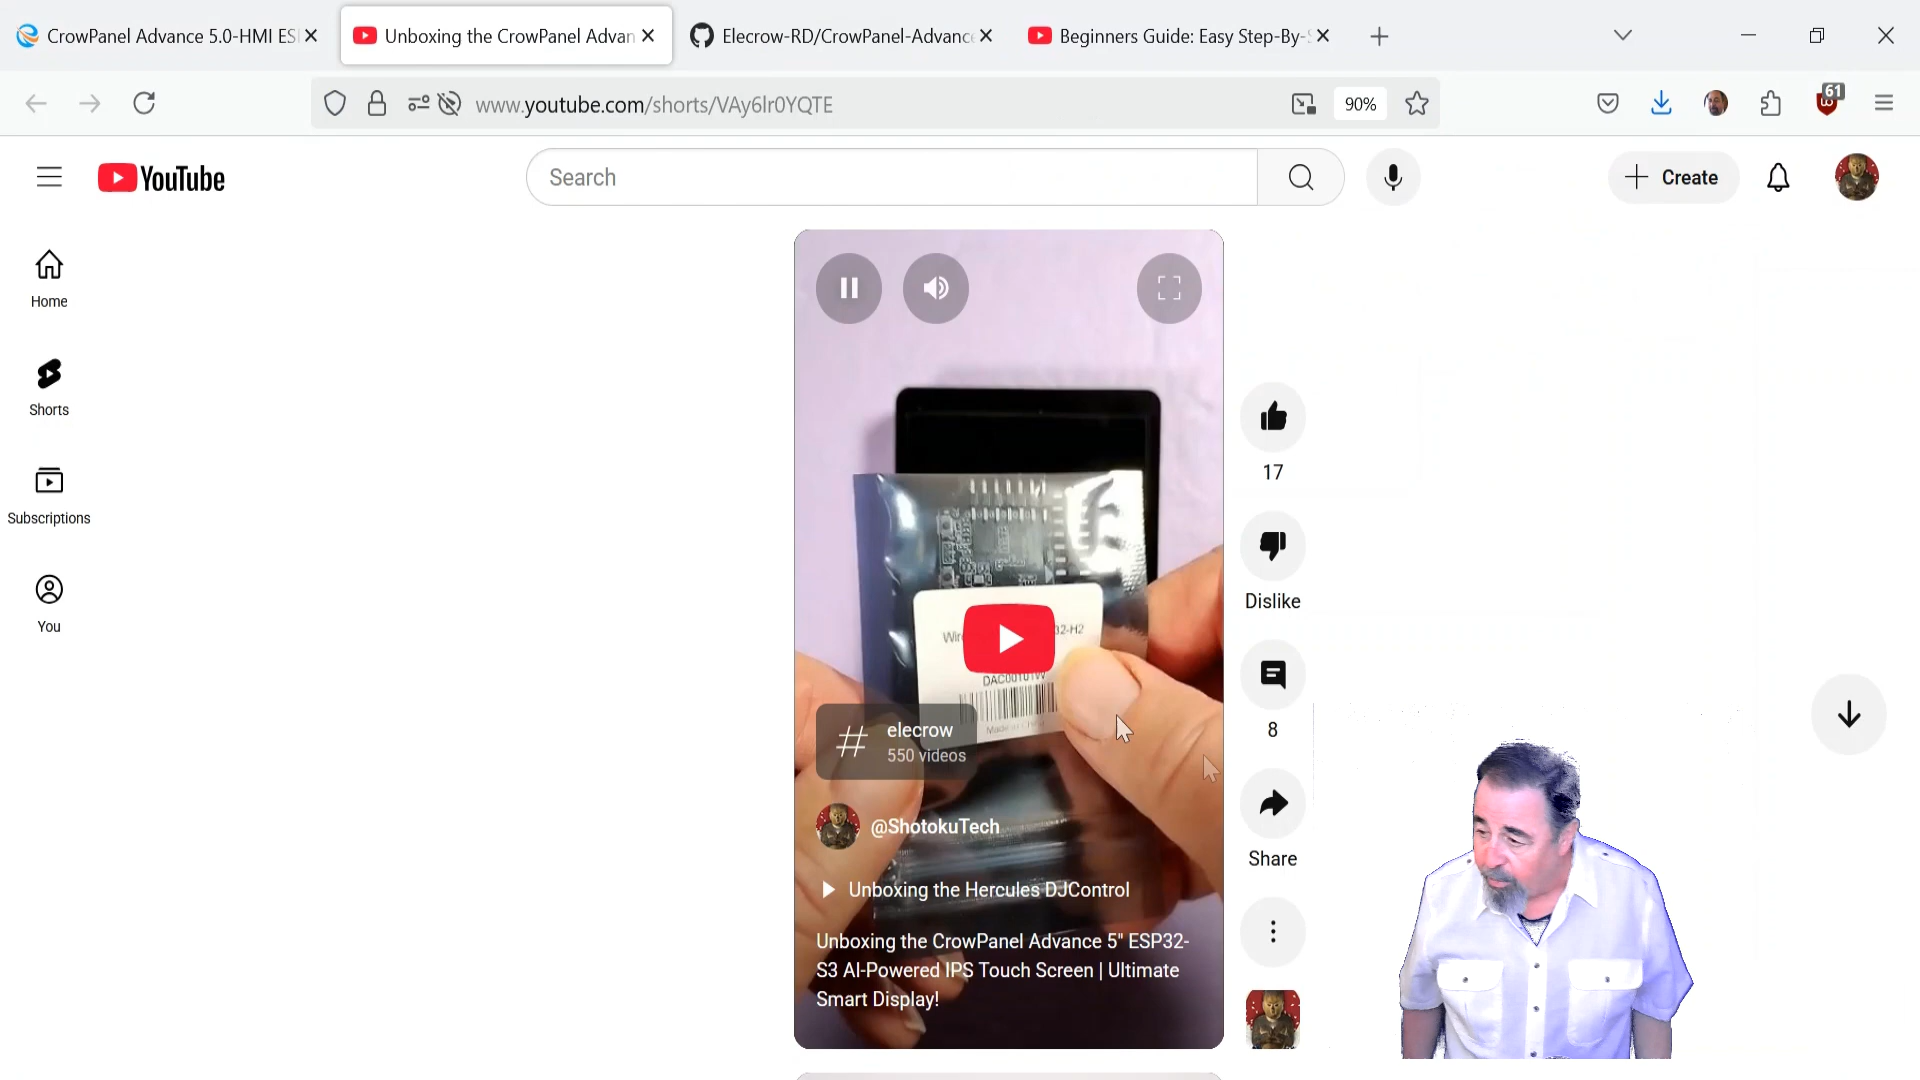 CrowPanel Advance 5.0-HMI ES
Unboxing the CrowPanel Advan
Elecrow-RD/CrowPanel-Advance
Beginners Guide: Easy Step-By-S
www.youtube.com/shorts/VAy6lr0YQTE
90%
61
YouTube
Search
Create
Home
Shorts
Subscriptions
You
17
Dislike
8
Share
32-H2
# elecrow
550 videos
@ShotokuTech
Unboxing the Hercules DJControl
Unboxing the CrowPanel Advance 5" ESP32-
S3 AI-Powered IPS Touch Screen | Ultimate
Smart Display!